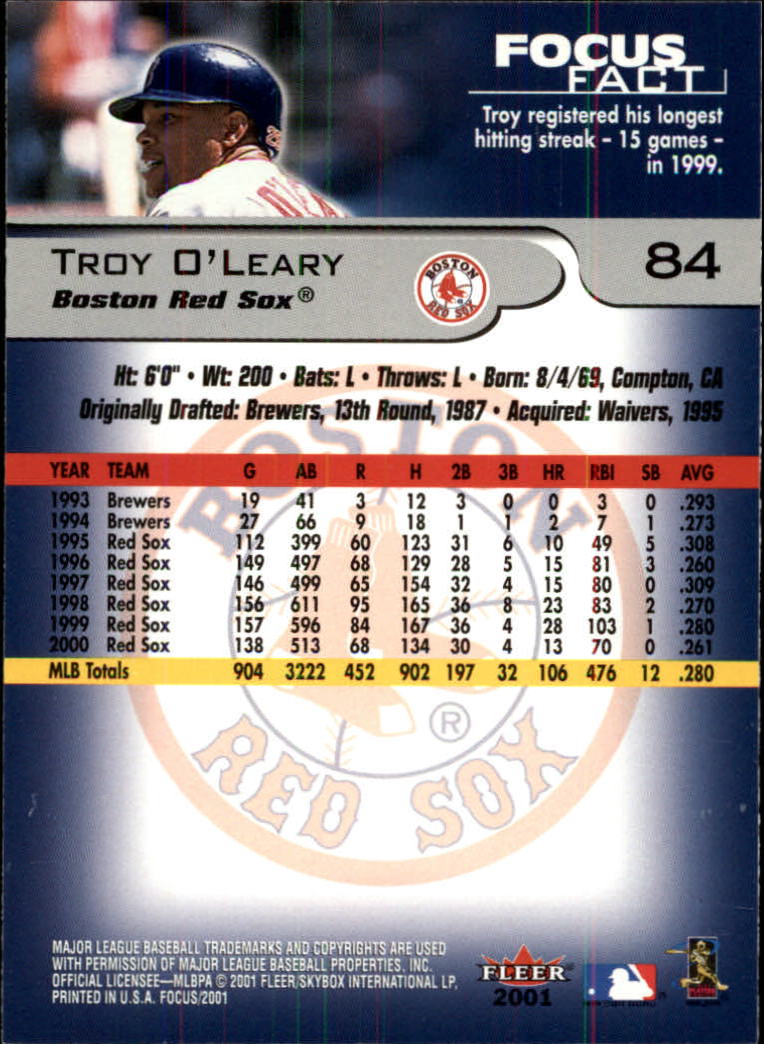 FOCUS
FACT
Troy registered his longest
hitting streak - 15 games -
in 1999.
TROY O'LEARY
84
Boston Red Sox®
BOSTON
RED SOX
Ht: 6'0" • Wt: 200 • Bats: L • Throws: L • Born: 8/4/69, Compton, CA
Originally Drafted: Brewers, 13th Round, 1987 • Acquired: Waivers, 1995
YEAR TEAM G AB R H 2B 3B HR RBI SB AVG
1993 Brewers 19 41 3 12 3 0 0 3 0 .293
1994 Brewers 27 66 9 18 1 1 2 7 1 .273
1995 Red Sox 112 399 60 123 31 6 10 49 5 .308
1996 Red Sox 149 497 68 129 28 5 15 81 3 .260
1997 Red Sox 146 499 65 154 32 4 15 80 0 .309
1998 Red Sox 156 611 95 165 36 8 23 83 2 .270
1999 Red Sox 157 596 84 167 36 4 28 103 1 .280
2000 Red Sox 138 513 68 134 30 4 13 70 0 .261
MLB Totals 904 3222 452 902 197 32 106 476 12 .280
BOSTON
®
RED SOX
MAJOR LEAGUE BASEBALL TRADEMARKS AND COPYRIGHTS ARE USED
WITH PERMISSION OF MAJOR LEAGUE BASEBALL PROPERTIES, INC.
OFFICIAL LICENSEE—MLBPA © 2001 FLEER/SKYBOX INTERNATIONAL LP,
PRINTED IN U.S.A. FOCUS/2001
FLEER
2001